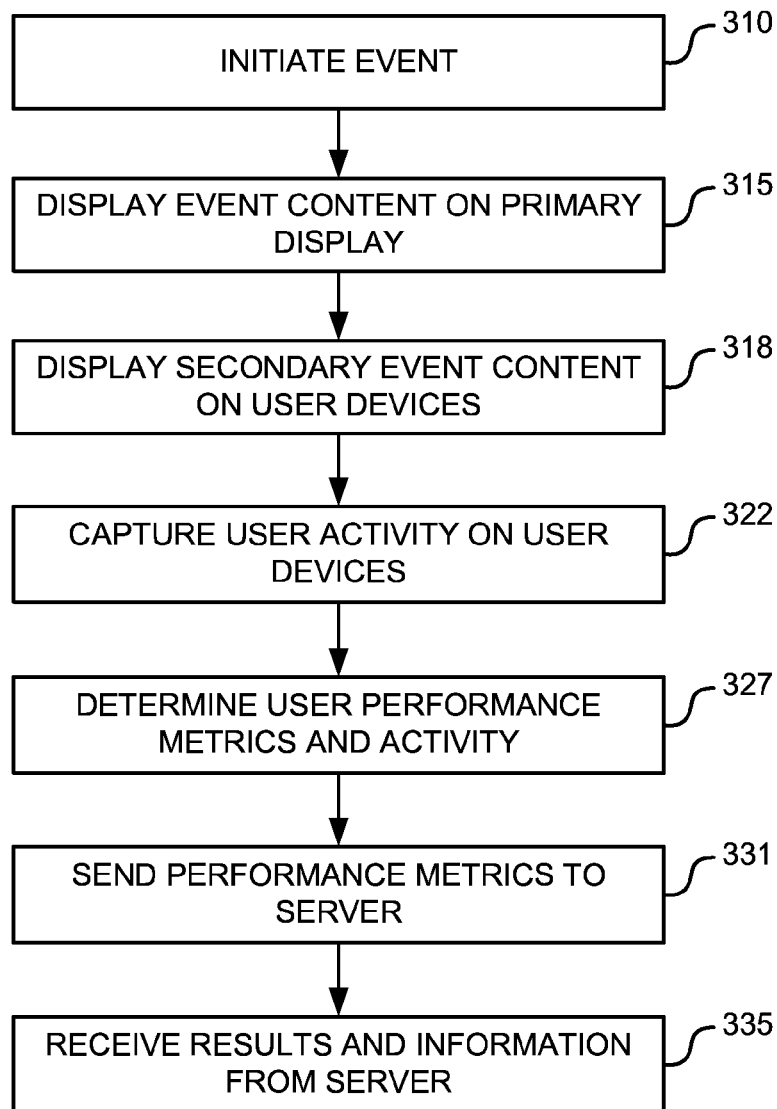 310
INITIATE EVENT
315
DISPLAY EVENT CONTENT ON PRIMARY
DISPLAY
318
DISPLAY SECONDARY EVENT CONTENT
ON USER DEVICES
322
CAPTURE USER ACTIVITY ON USER
DEVICES
327
DETERMINE USER PERFORMANCE
METRICS AND ACTIVITY
331
SEND PERFORMANCE METRICS TO
SERVER
335
RECEIVE RESULTS AND INFORMATION
FROM SERVER